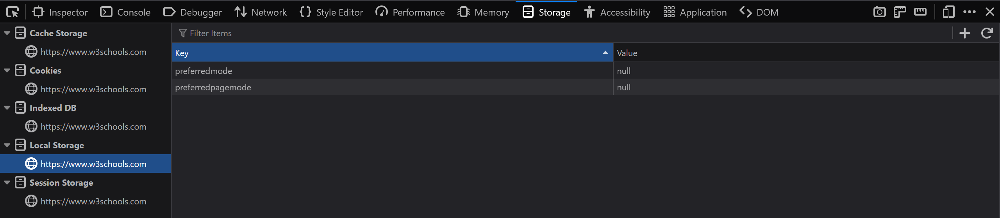 Inspector Console Debugger Network Style Editor Performance Memory Storage Accessibility Application DOM
Cache Storage
https://www.w3schools.com
Cookies
https://www.w3schools.com
Indexed DB
https://www.w3schools.com
Local Storage
https://www.w3schools.com
Session Storage
https://www.w3schools.com
Filter Items
Key Value
preferredmode null
preferredpagemode null